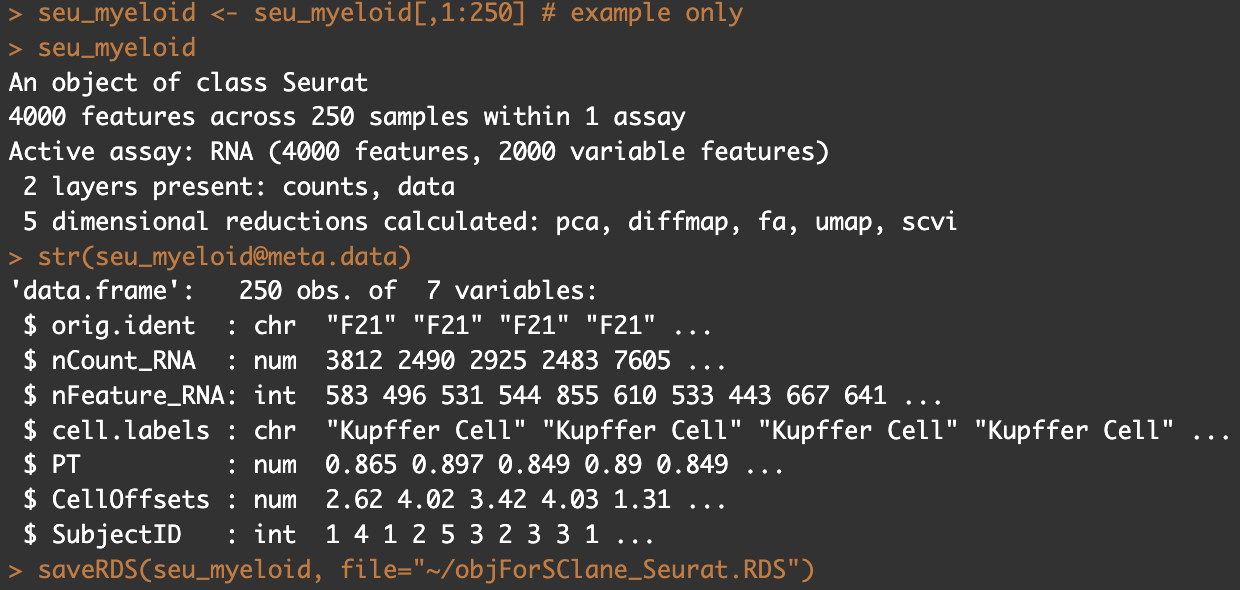 > seu_myeloid <- seu_myeloid[,1:250] # example only
> seu_myeloid
An object of class Seurat
4000 features across 250 samples within 1 assay
Active assay: RNA (4000 features, 2000 variable features)
 2 layers present: counts, data
 5 dimensional reductions calculated: pca, diffmap, fa, umap, scvi
> str(seu_myeloid@meta.data)
'data.frame':   250 obs. of  7 variables:
 $ orig.ident  : chr  "F21" "F21" "F21" "F21" ...
 $ nCount_RNA  : num  3812 2490 2925 2483 7605 ...
 $ nFeature_RNA: int  583 496 531 544 855 610 533 443 667 641 ...
 $ cell.labels : chr  "Kupffer Cell" "Kupffer Cell" "Kupffer Cell" "Kupffer Cell" ...
 $ PT          : num  0.865 0.897 0.849 0.89 0.849 ...
 $ CellOffsets : num  2.62 4.02 3.42 4.03 1.31 ...
 $ SubjectID   : int  1 4 1 2 5 3 2 3 3 1 ...
> saveRDS(seu_myeloid, file="~/objForSClane_Seurat.RDS")